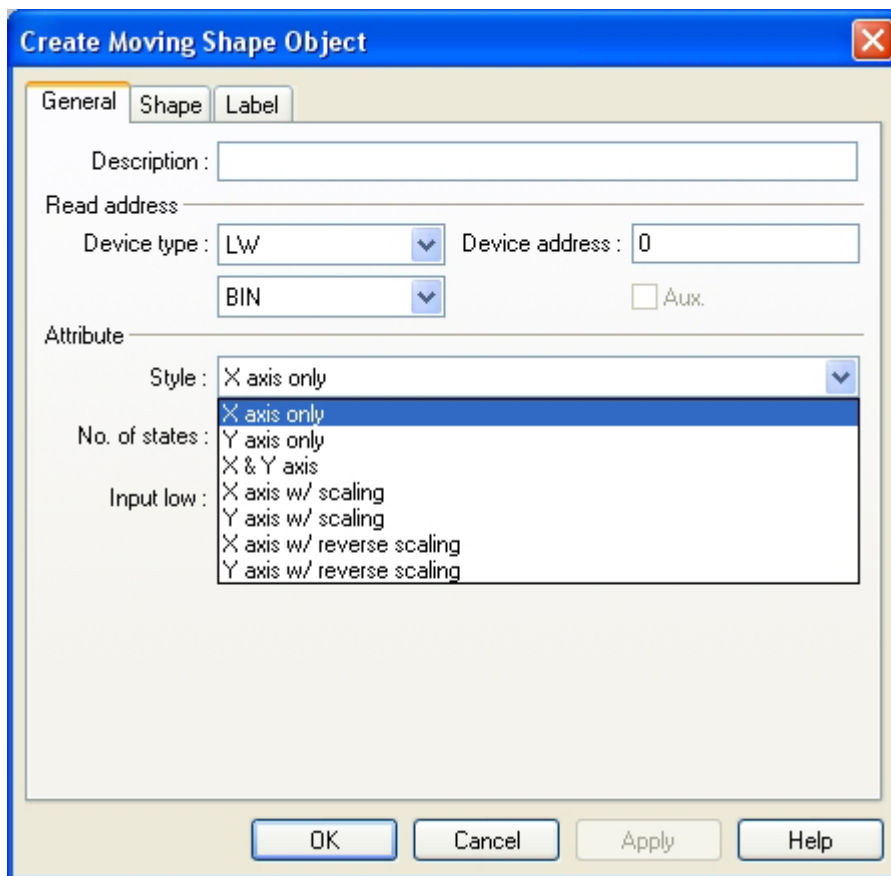 Create Moving Shape Object
General Shape Label
Description :
Read address
Device type : LW Device address : 0
BIN Aux.
Attribute
Style : X axis only
X axis only
No. of states : Y axis only
X & Y axis
Input low : X axis w/ scaling
Y axis w/ scaling
X axis w/ reverse scaling
Y axis w/ reverse scaling
OK Cancel Apply Help